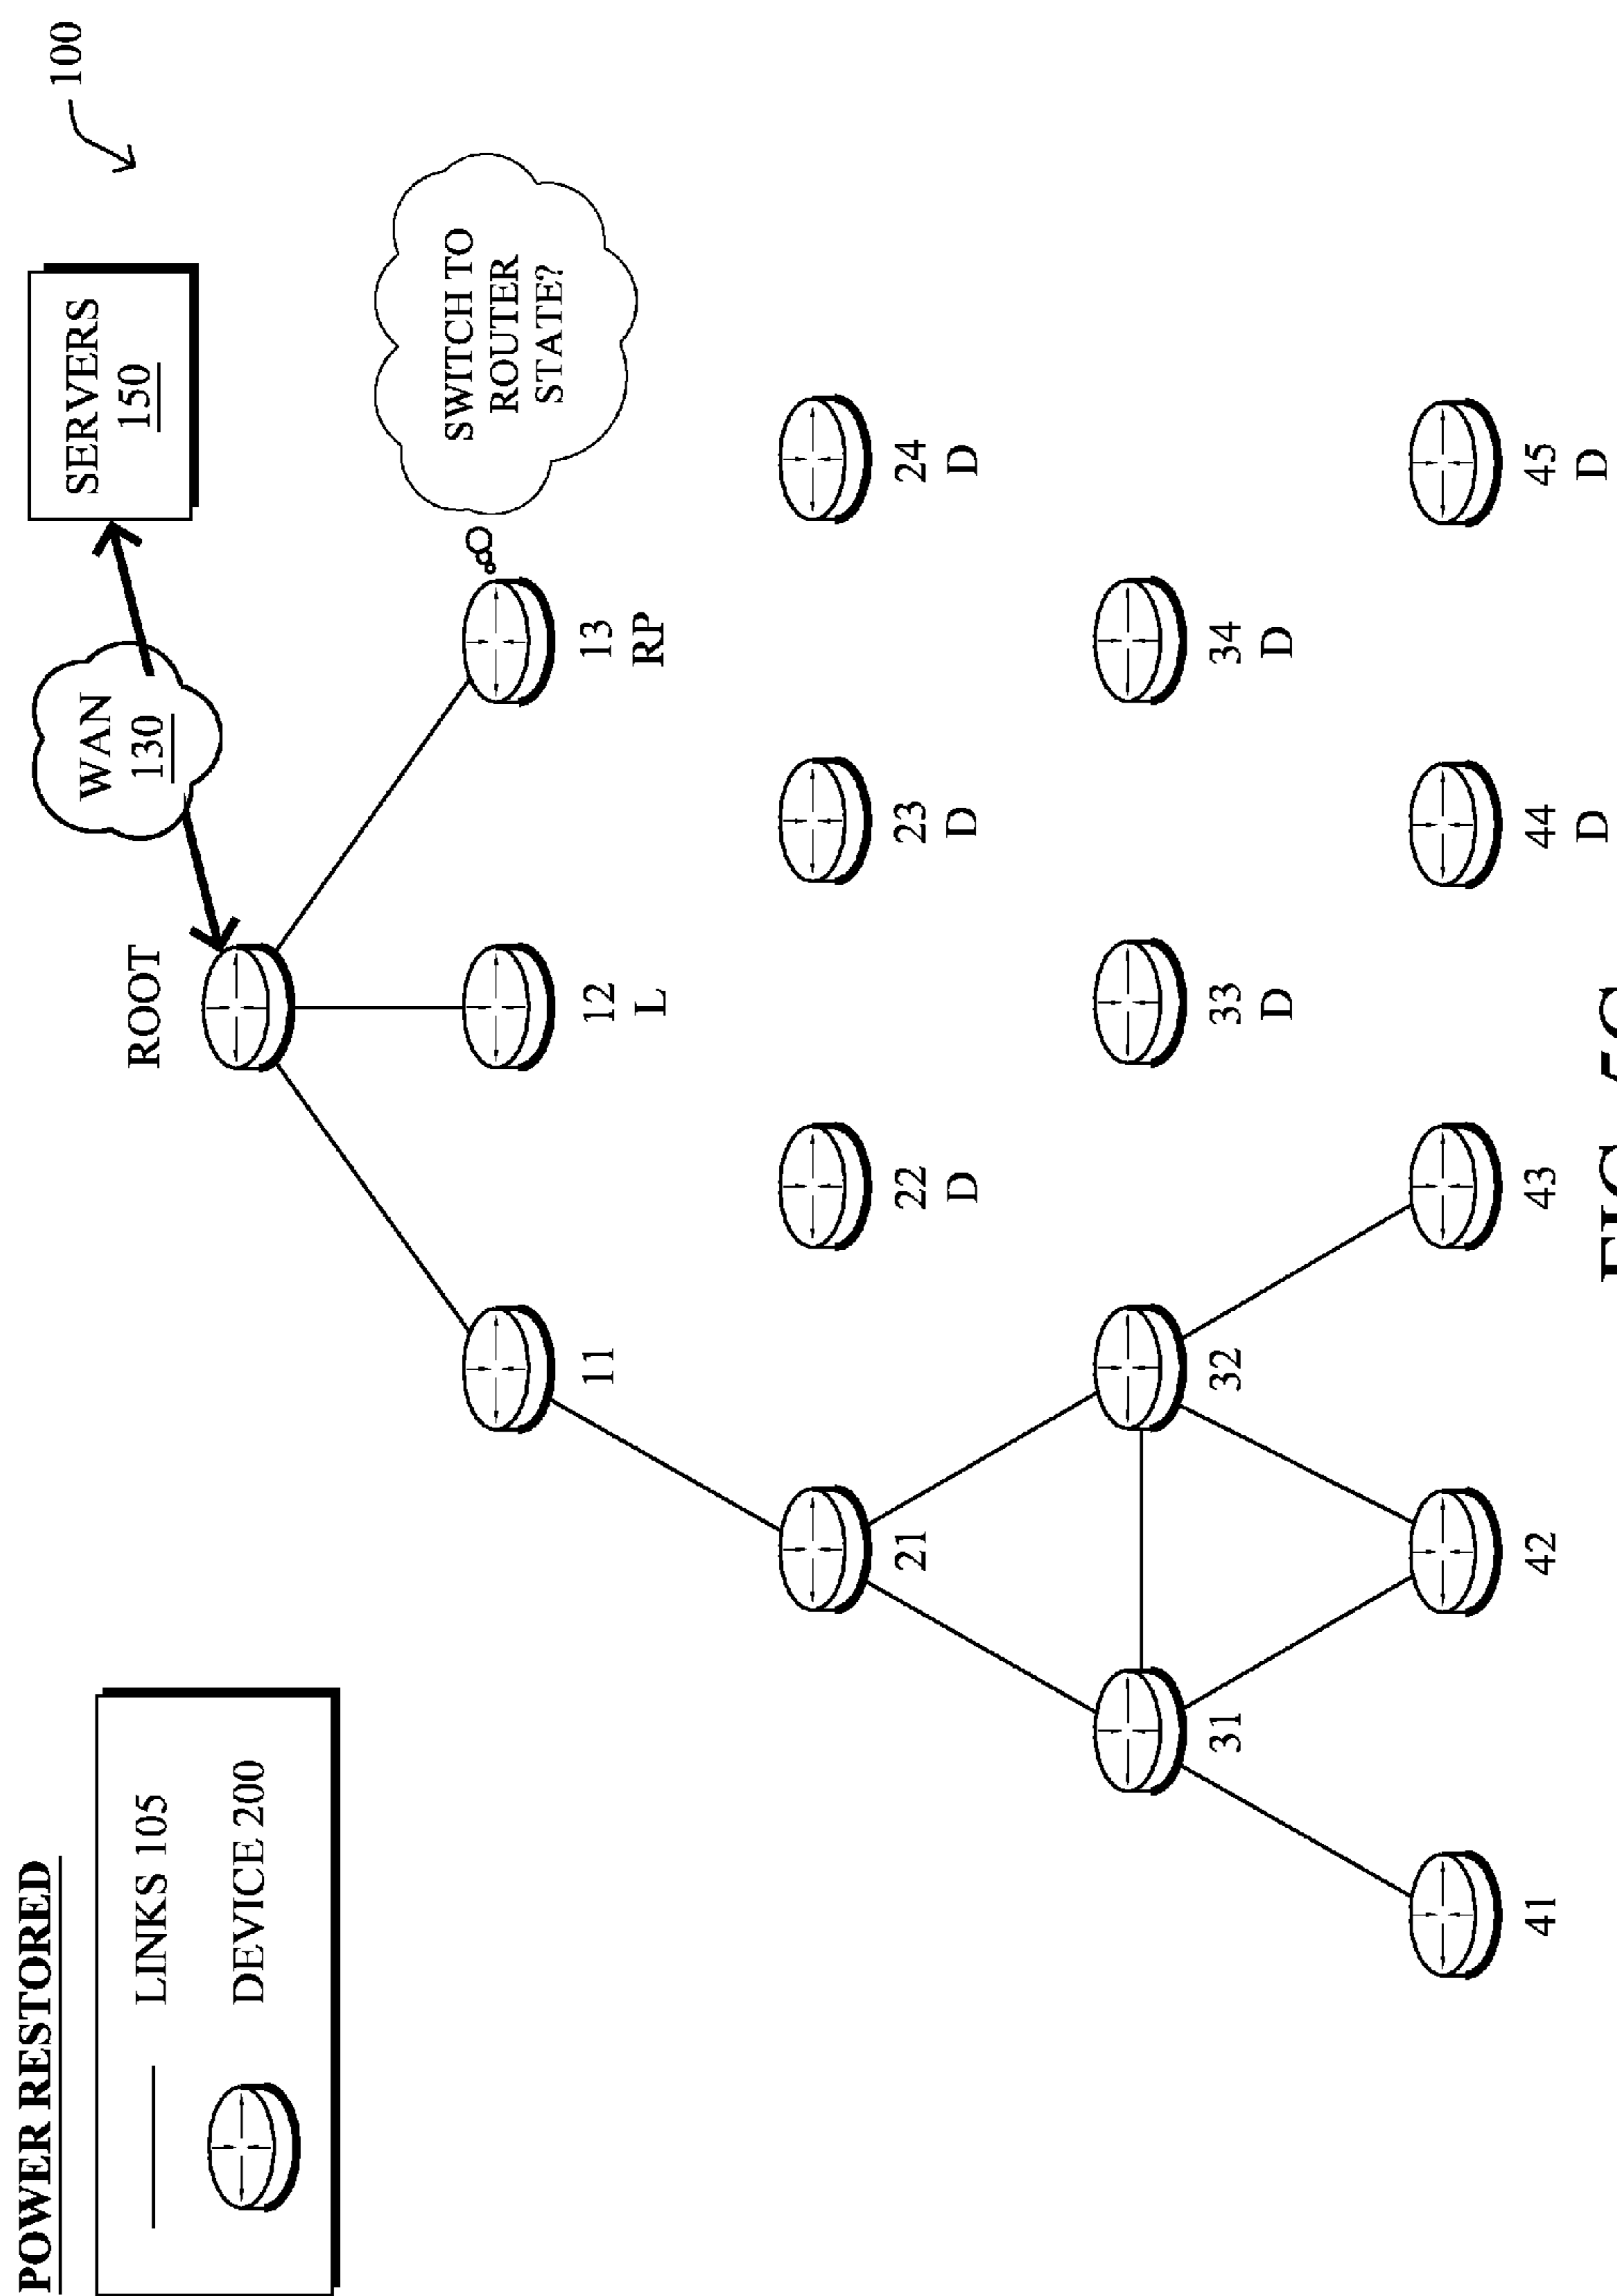 POWER RESTORED
100
LINKS 105
DEVICE 200
WAN
130
SERVERS
150
ROOT
SWITCH TO
ROUTER
STATE?
11
12
L
13
RP
21
22
D
23
D
24
D
31
32
33
D
34
D
41
42
43
44
D
45
D
FIG.